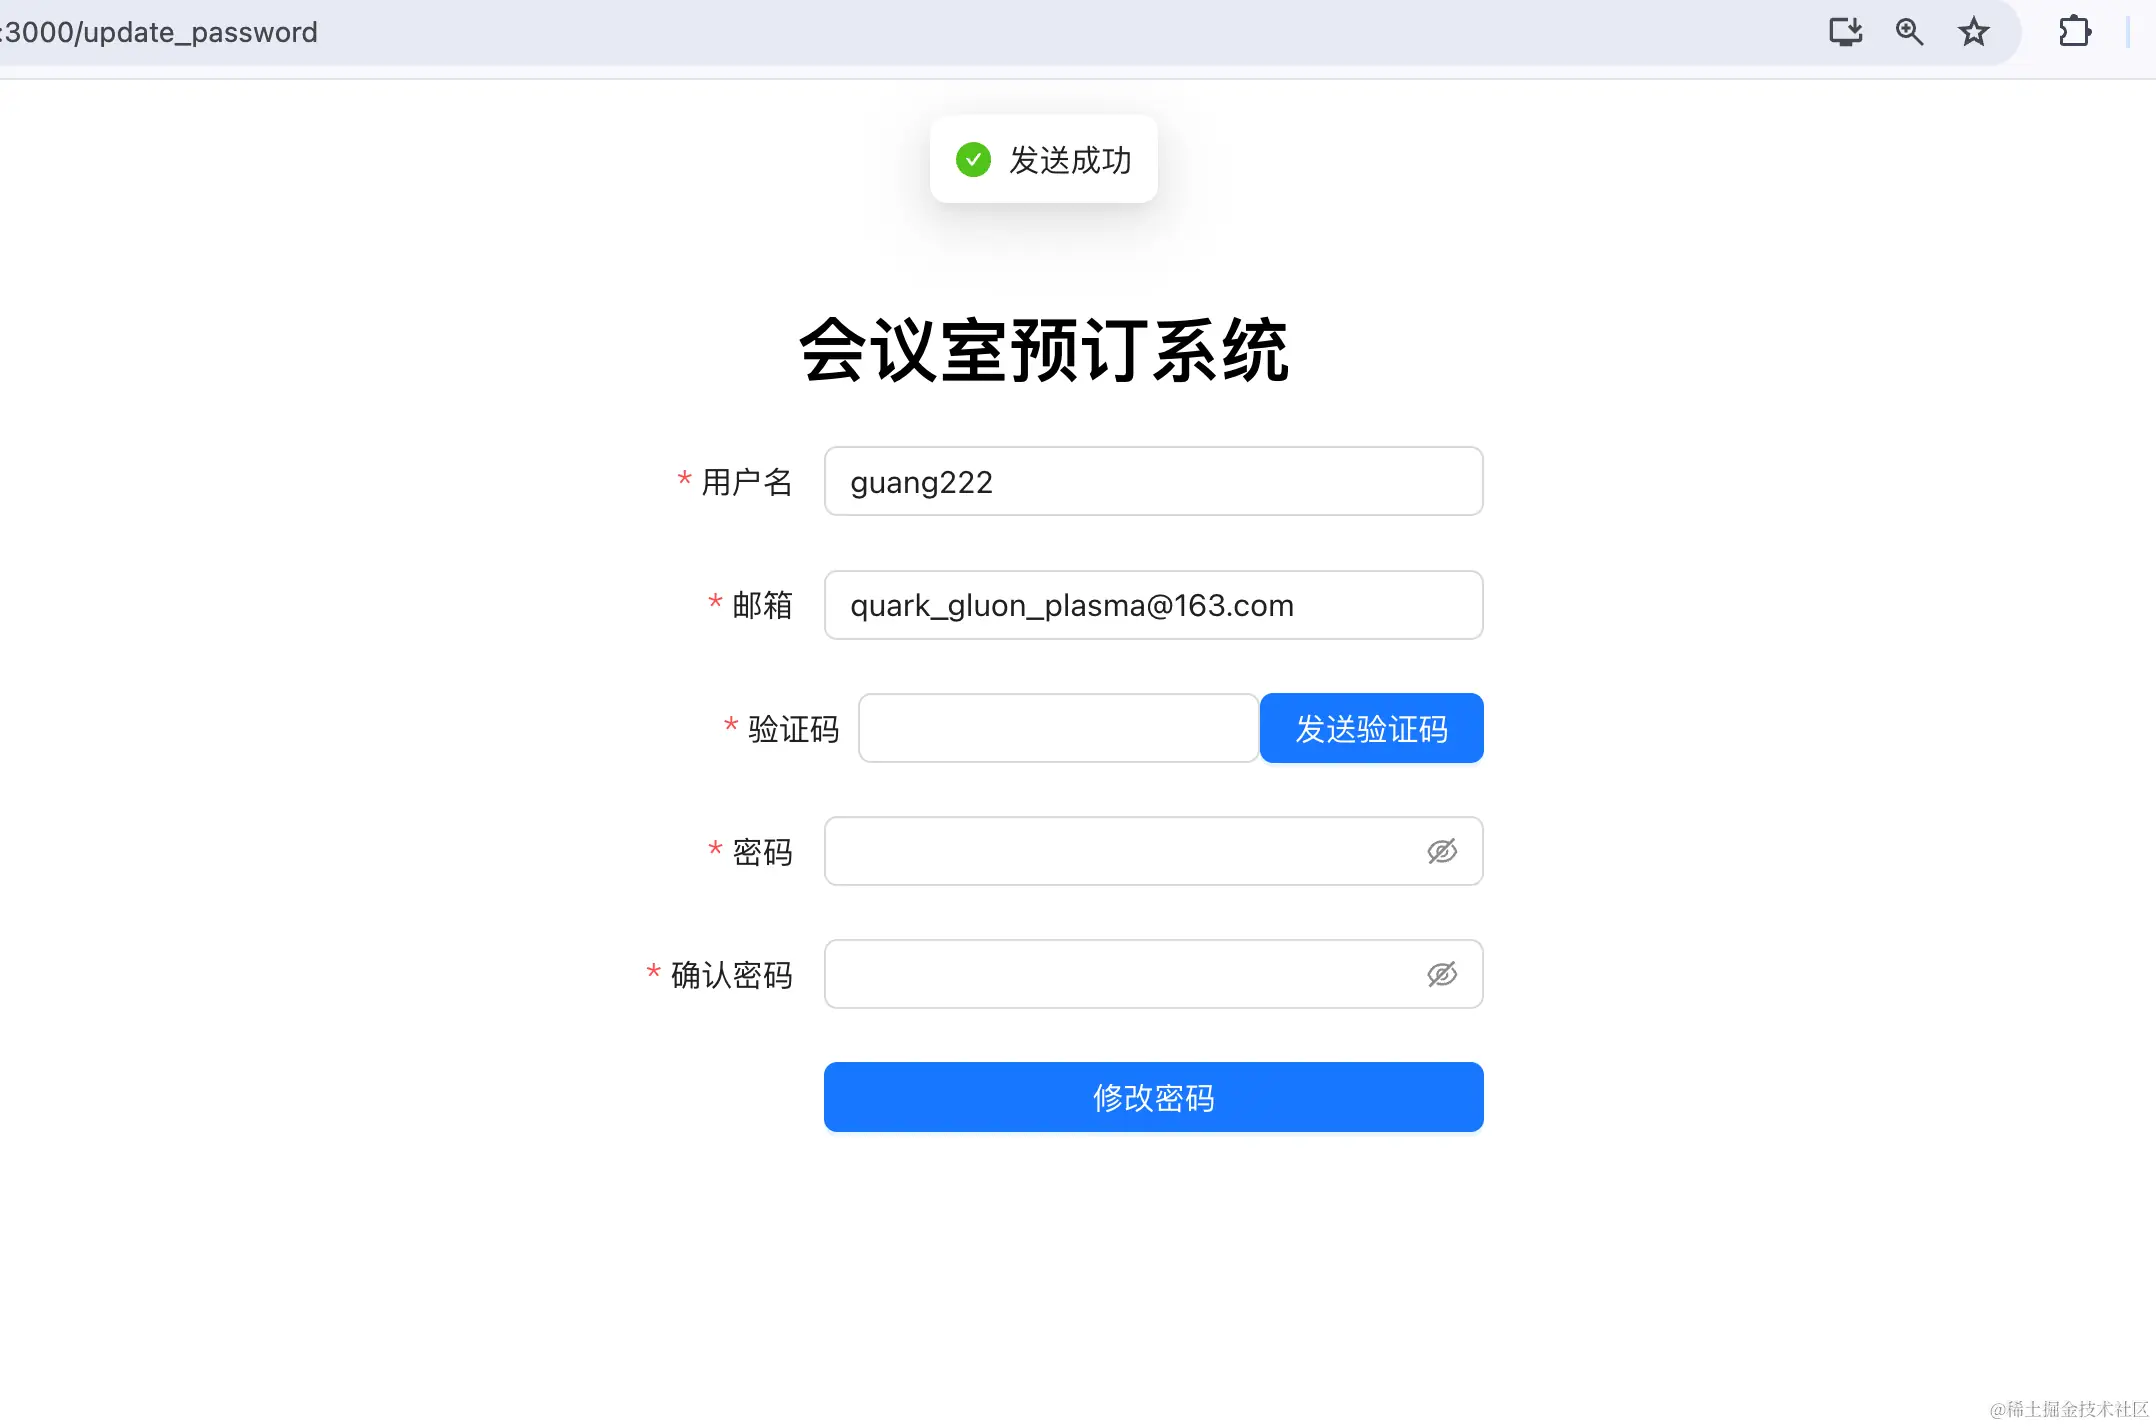 :3000/update_password
发送成功
会议室预订系统
* 用户名 guang222
* 邮箱 quark_gluon_plasma@163.com
* 验证码 发送验证码
* 密码
* 确认密码
修改密码
@稀土掘金技术社区